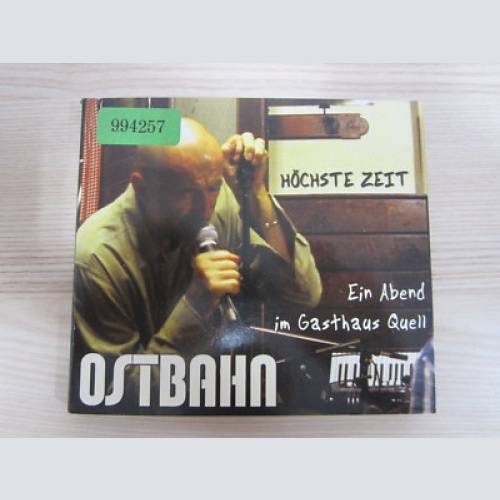 994257
HÖCHSTE ZEIT
Ein Abend
im Gasthaus Quell
OSTBAHN